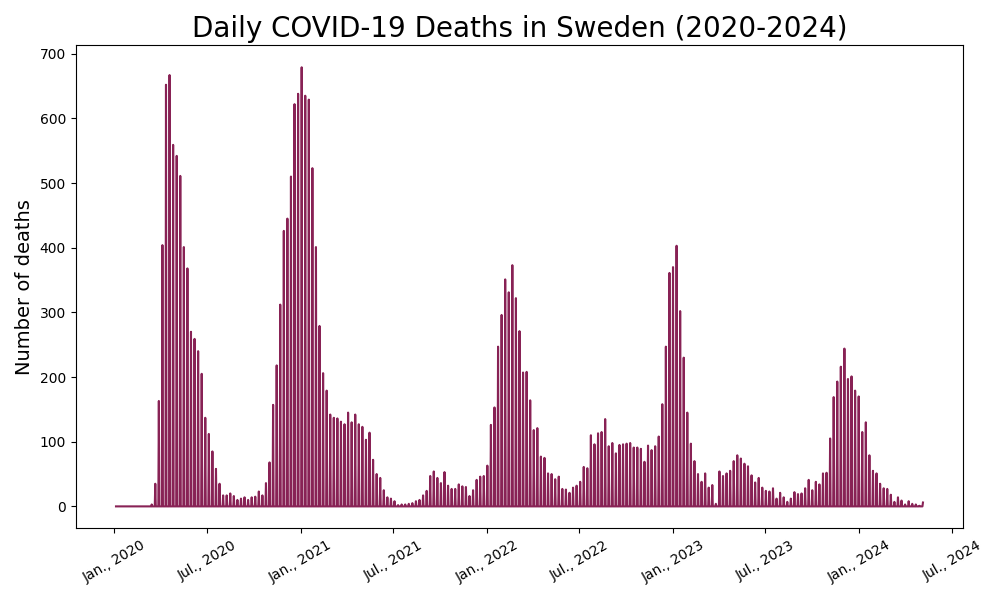 Daily COVID-19 Deaths in Sweden (2020-2024)
Number of deaths
700
600
500
400
300
200
100
0
Jan., 2020
Jul., 2020
Jan., 2021
Jul., 2021
Jan., 2022
Jul., 2022
Jan., 2023
Jul., 2023
Jan., 2024
Jul., 2024